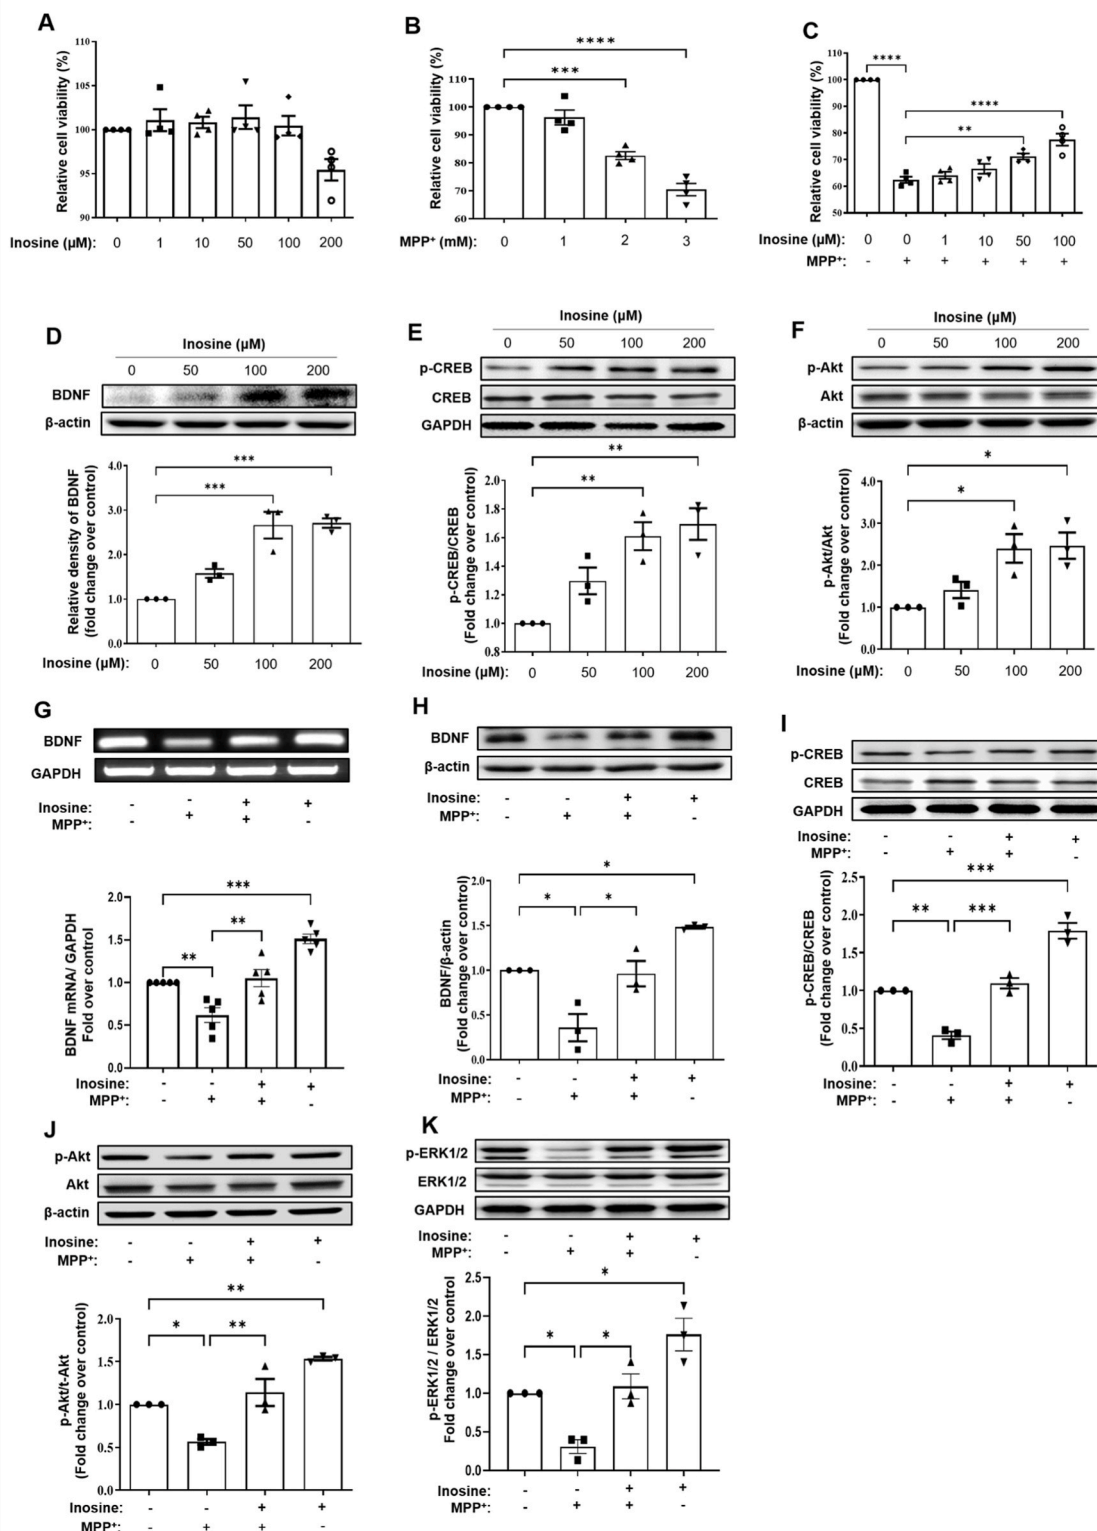 A
Relative cell viability (%)
110
105
100
95
90
Inosine (µM): 0 1 10 50 100 200
B
Relative cell viability (%)
**** 
***
110
100
90
80
70
60
MPP⁺ (mM): 0 1 2 3
C
Relative cell viability (%)
****
****
**
110
100
90
80
70
60
50
Inosine (µM): 0 0 1 10 50 100
MPP⁺: - + + + + +
D
Inosine (µM)
0 50 100 200
BDNF
β-actin
Relative density of BDNF
(fold change over control)
***
***
4.0
3.0
2.0
1.0
0.0
Inosine (µM): 0 50 100 200
E
Inosine (µM)
0 50 100 200
p-CREB
CREB
GAPDH
p-CREB/CREB
(Fold change over control)
**
**
2.0
1.8
1.6
1.4
1.2
1.0
0.8
Inosine (µM): 0 50 100 200
F
Inosine (µM)
0 50 100 200
p-Akt
Akt
β-actin
p-Akt/Akt
(Fold change over control)
*
*
4.0
3.0
2.0
1.0
0.0
Inosine (µM): 0 50 100 200
G
BDNF
GAPDH
Inosine: - - + +
MPP⁺: - + + -
BDNF mRNA/ GAPDH
Fold over control
***
**
**
2.0
1.5
1.0
0.5
0.0
Inosine: - - + +
MPP⁺: - + + -
H
BDNF
β-actin
Inosine: - - + +
MPP⁺: - + + -
BDNF/β-actin
(Fold change over control)
*
* *
2.0
1.5
1.0
0.5
0.0
Inosine: - - + +
MPP⁺: - + + -
I
p-CREB
CREB
GAPDH
Inosine: - - + +
MPP⁺: - + + -
p-CREB/CREB
(Fold change over control)
***
** ***
2.5
2.0
1.5
1.0
0.5
0.0
Inosine: - - + +
MPP⁺: - + + -
J
p-Akt
Akt
β-actin
Inosine: - - + +
MPP⁺: - + + -
p-Akt/t-Akt
(Fold change over control)
**
* **
2.0
1.5
1.0
0.5
0.0
Inosine: - - + +
MPP⁺: - + + -
K
p-ERK1/2
ERK1/2
GAPDH
Inosine: - - + +
MPP⁺: - + + -
p-ERK1/2 / ERK1/2
Fold change over control
*
* *
2.5
2.0
1.5
1.0
0.5
0.0
Inosine: - - + +
MPP⁺: - + + -